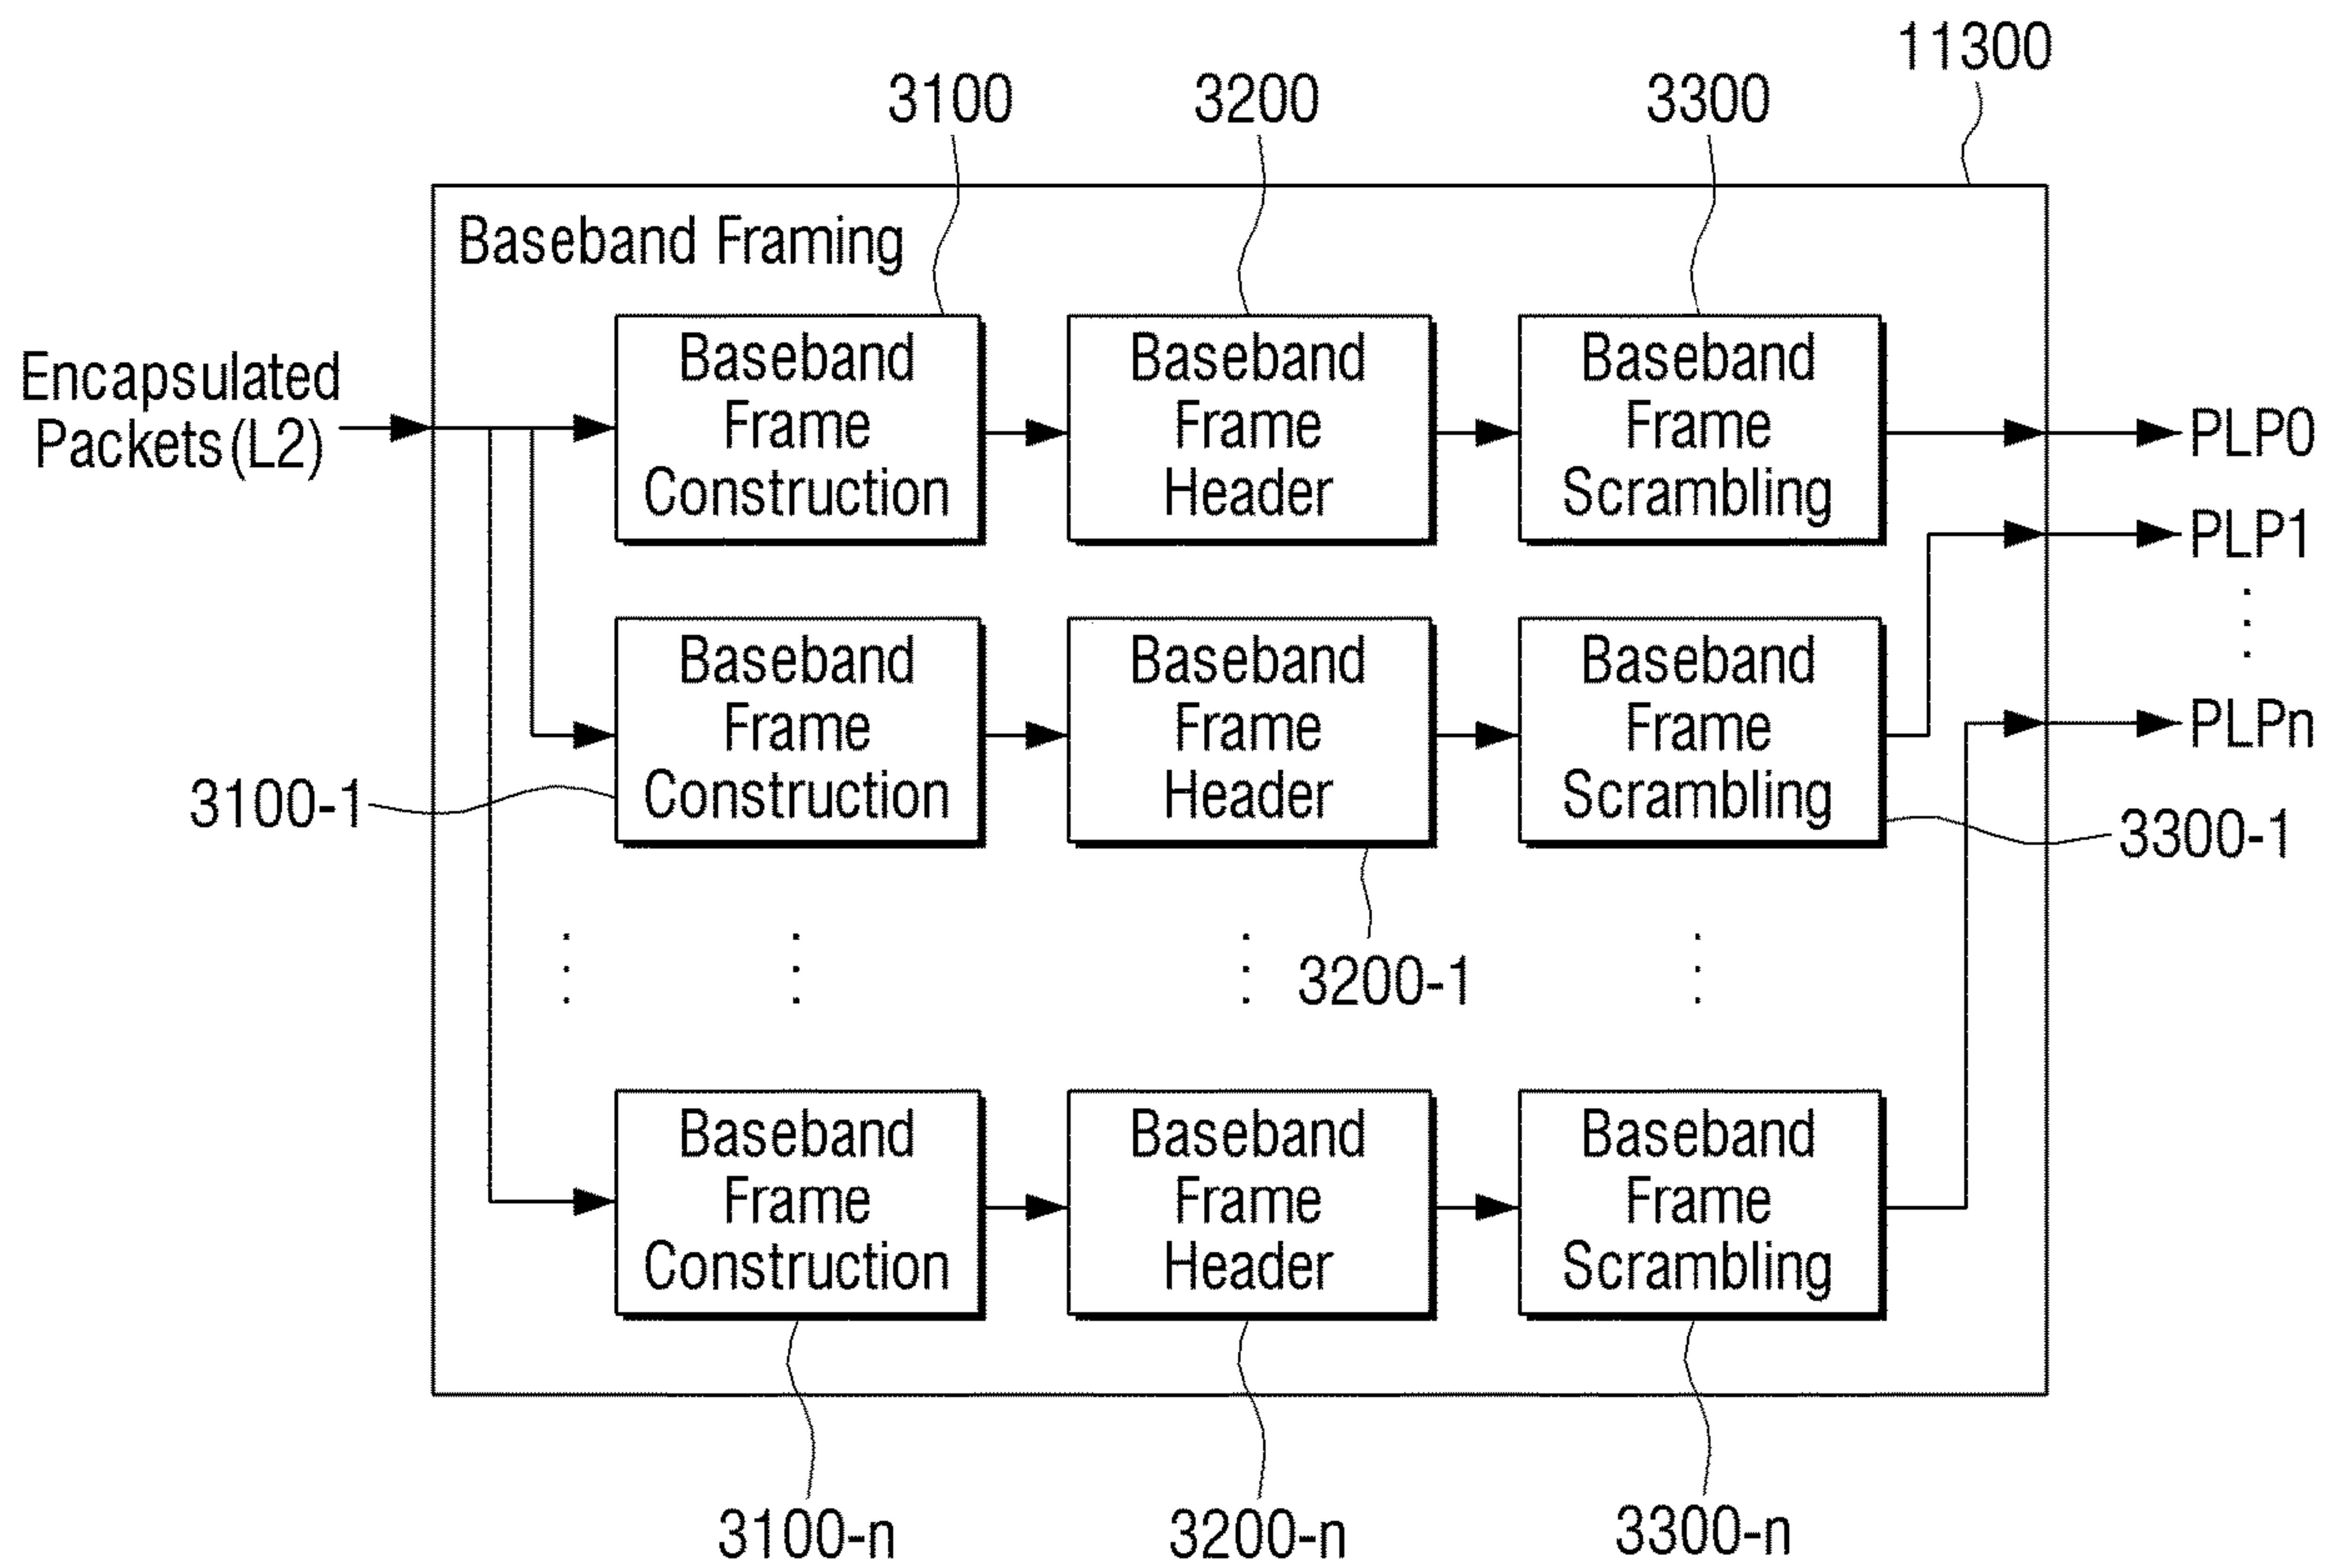 11300
3100
3200
3300
Baseband Framing
Encapsulated
Packets(L2)
Baseband
Frame
Construction
Baseband
Frame
Header
Baseband
Frame
Scrambling
PLP0
PLP1
PLPn
Baseband
Frame
Construction
Baseband
Frame
Header
Baseband
Frame
Scrambling
3100-1
3300-1
3200-1
Baseband
Frame
Construction
Baseband
Frame
Header
Baseband
Frame
Scrambling
3100-n
3200-n
3300-n